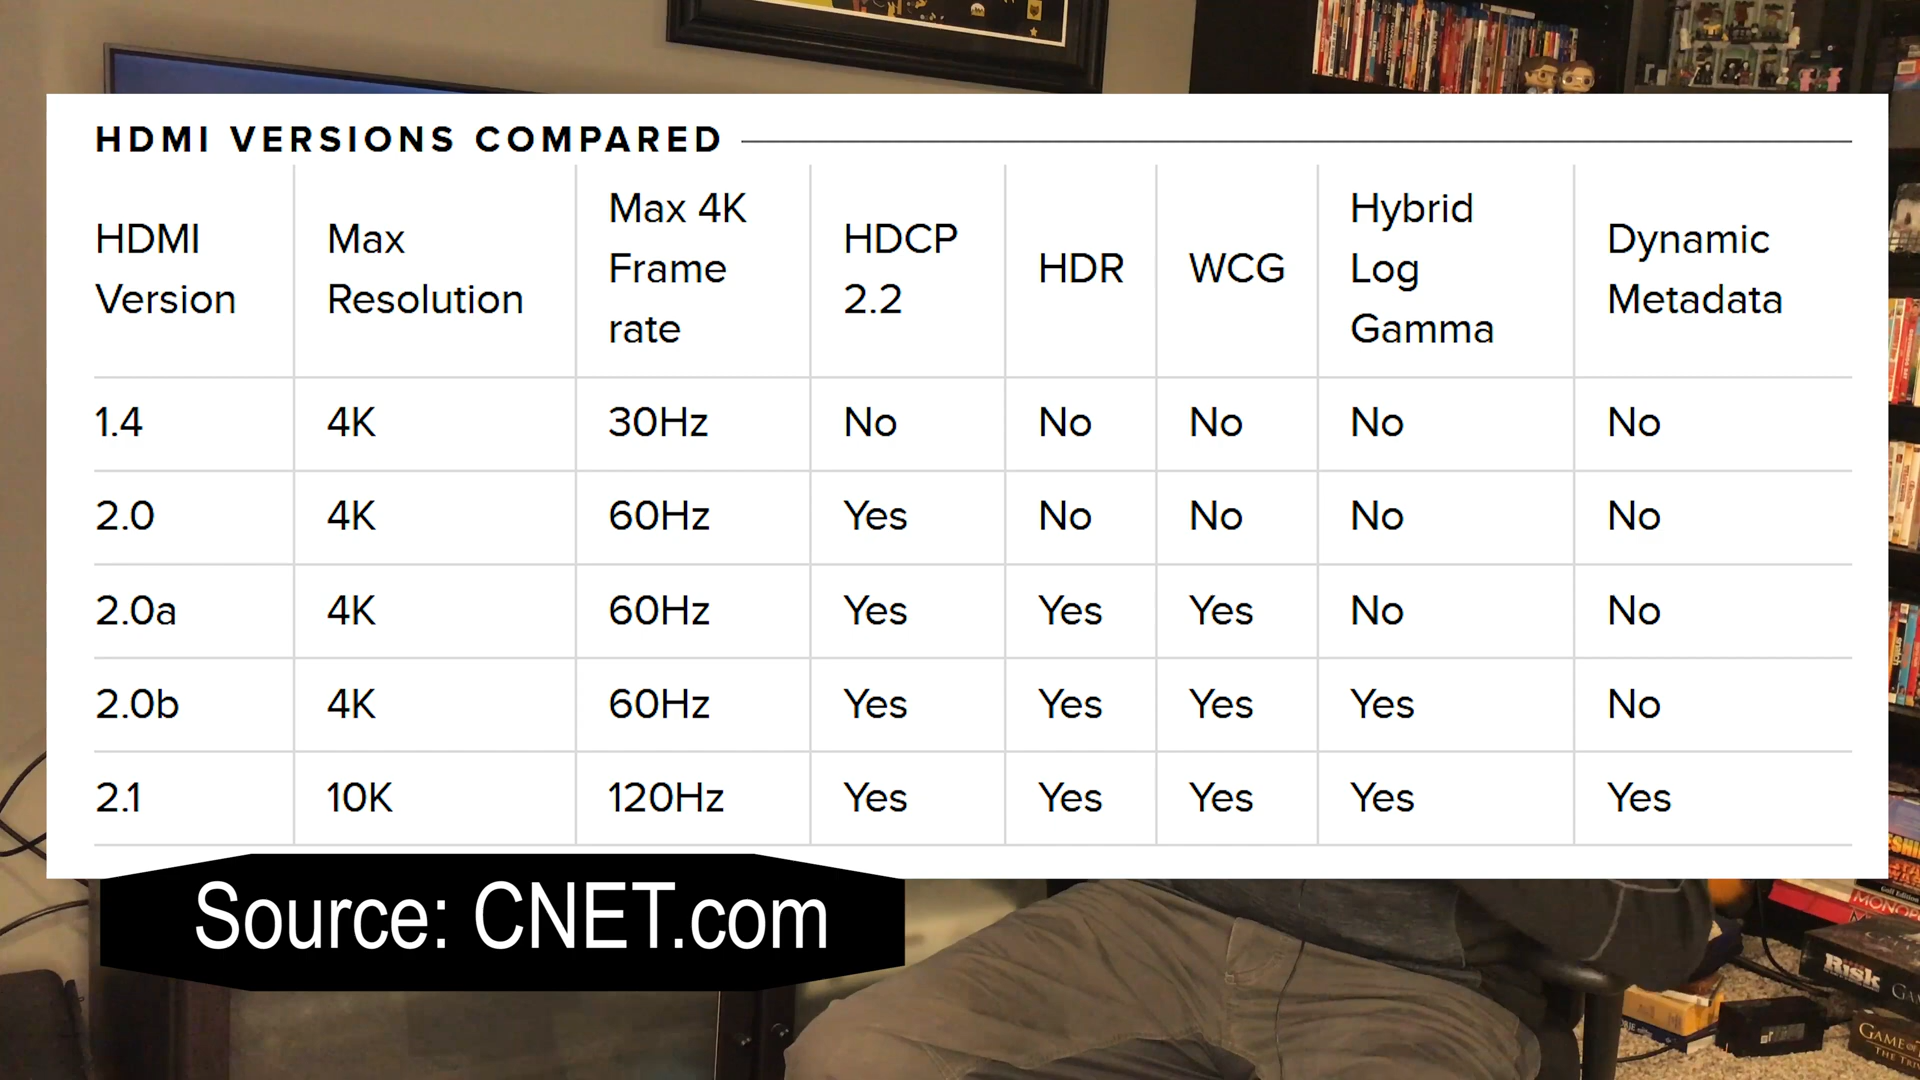 HDMI VERSIONS COMPARED
HDMI Version Max Resolution Max 4K Frame rate HDCP 2.2 HDR WCG Hybrid Log Gamma Dynamic Metadata
1.4 4K 30Hz No No No No No
2.0 4K 60Hz Yes No No No No
2.0a 4K 60Hz Yes Yes Yes No No
2.0b 4K 60Hz Yes Yes Yes Yes No
2.1 10K 120Hz Yes Yes Yes Yes Yes
Source: CNET.com
MONOPO
Risk
GAME OF